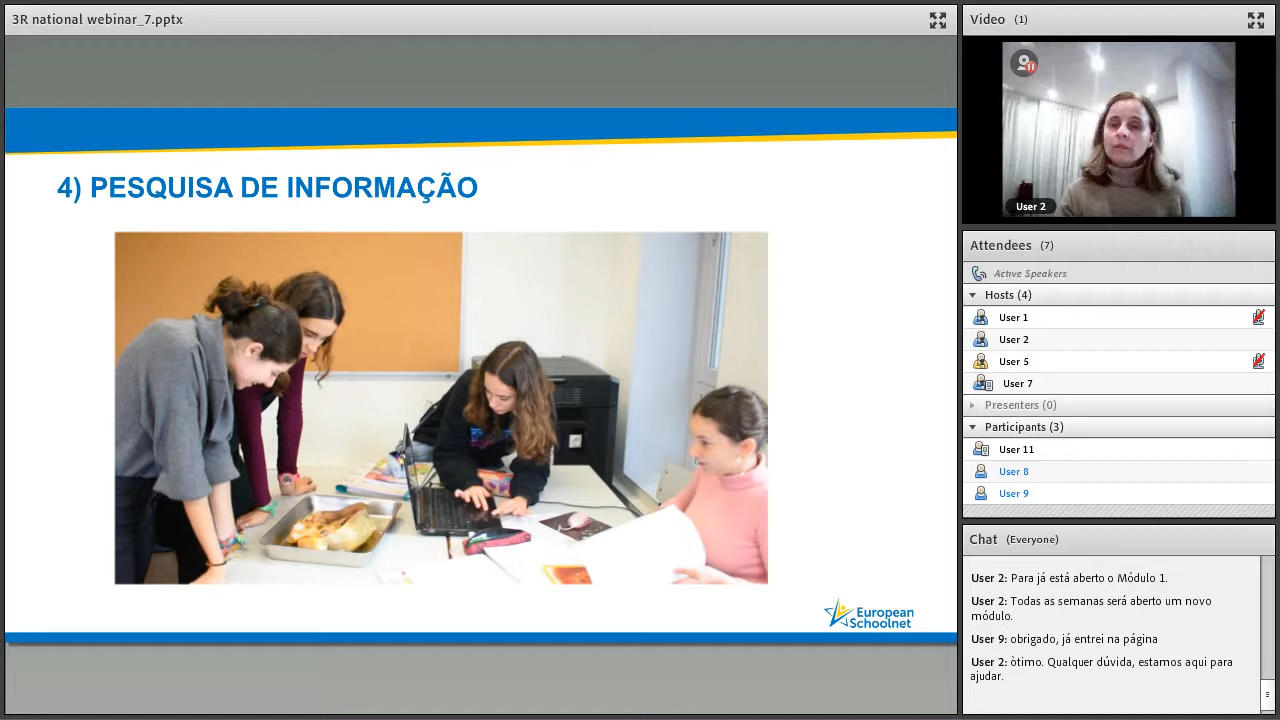 3R national webinar_7.pptx
4) PESQUISA DE INFORMAÇÃO
European
Schoolnet
Video (1)
User 2
Attendees (7)
Active Speakers
Hosts (4)
User 1
User 2
User 5
User 7
Presenters (0)
Participants (3)
User 11
User 8
User 9
Chat (Everyone)
User 2: Para já está aberto o Módulo 1.
User 2: Todas as semanas será aberto um novo
módulo.
User 9: obrigado, já entrei na página
User 2: òtimo. Qualquer dúvida, estamos aqui para
ajudar.